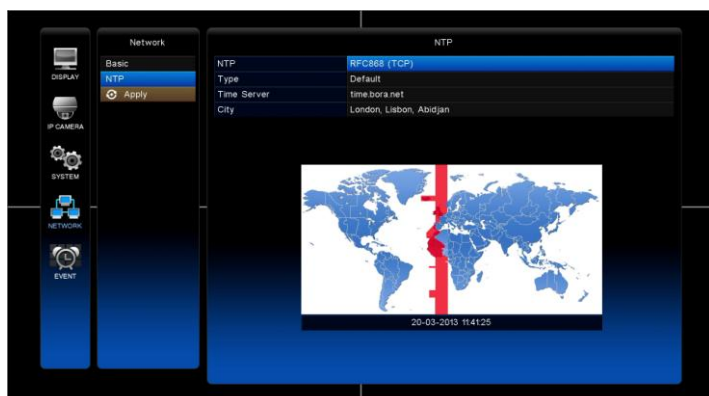 DISPLAY
IP CAMERA
SYSTEM
NETWORK
EVENT
Network
Basic
NTP
Apply
NTP
NTP RFC868 (TCP)
Type Default
Time Server time.bora.net
City London, Lisbon, Abidjan
20-03-2013 11:41:25